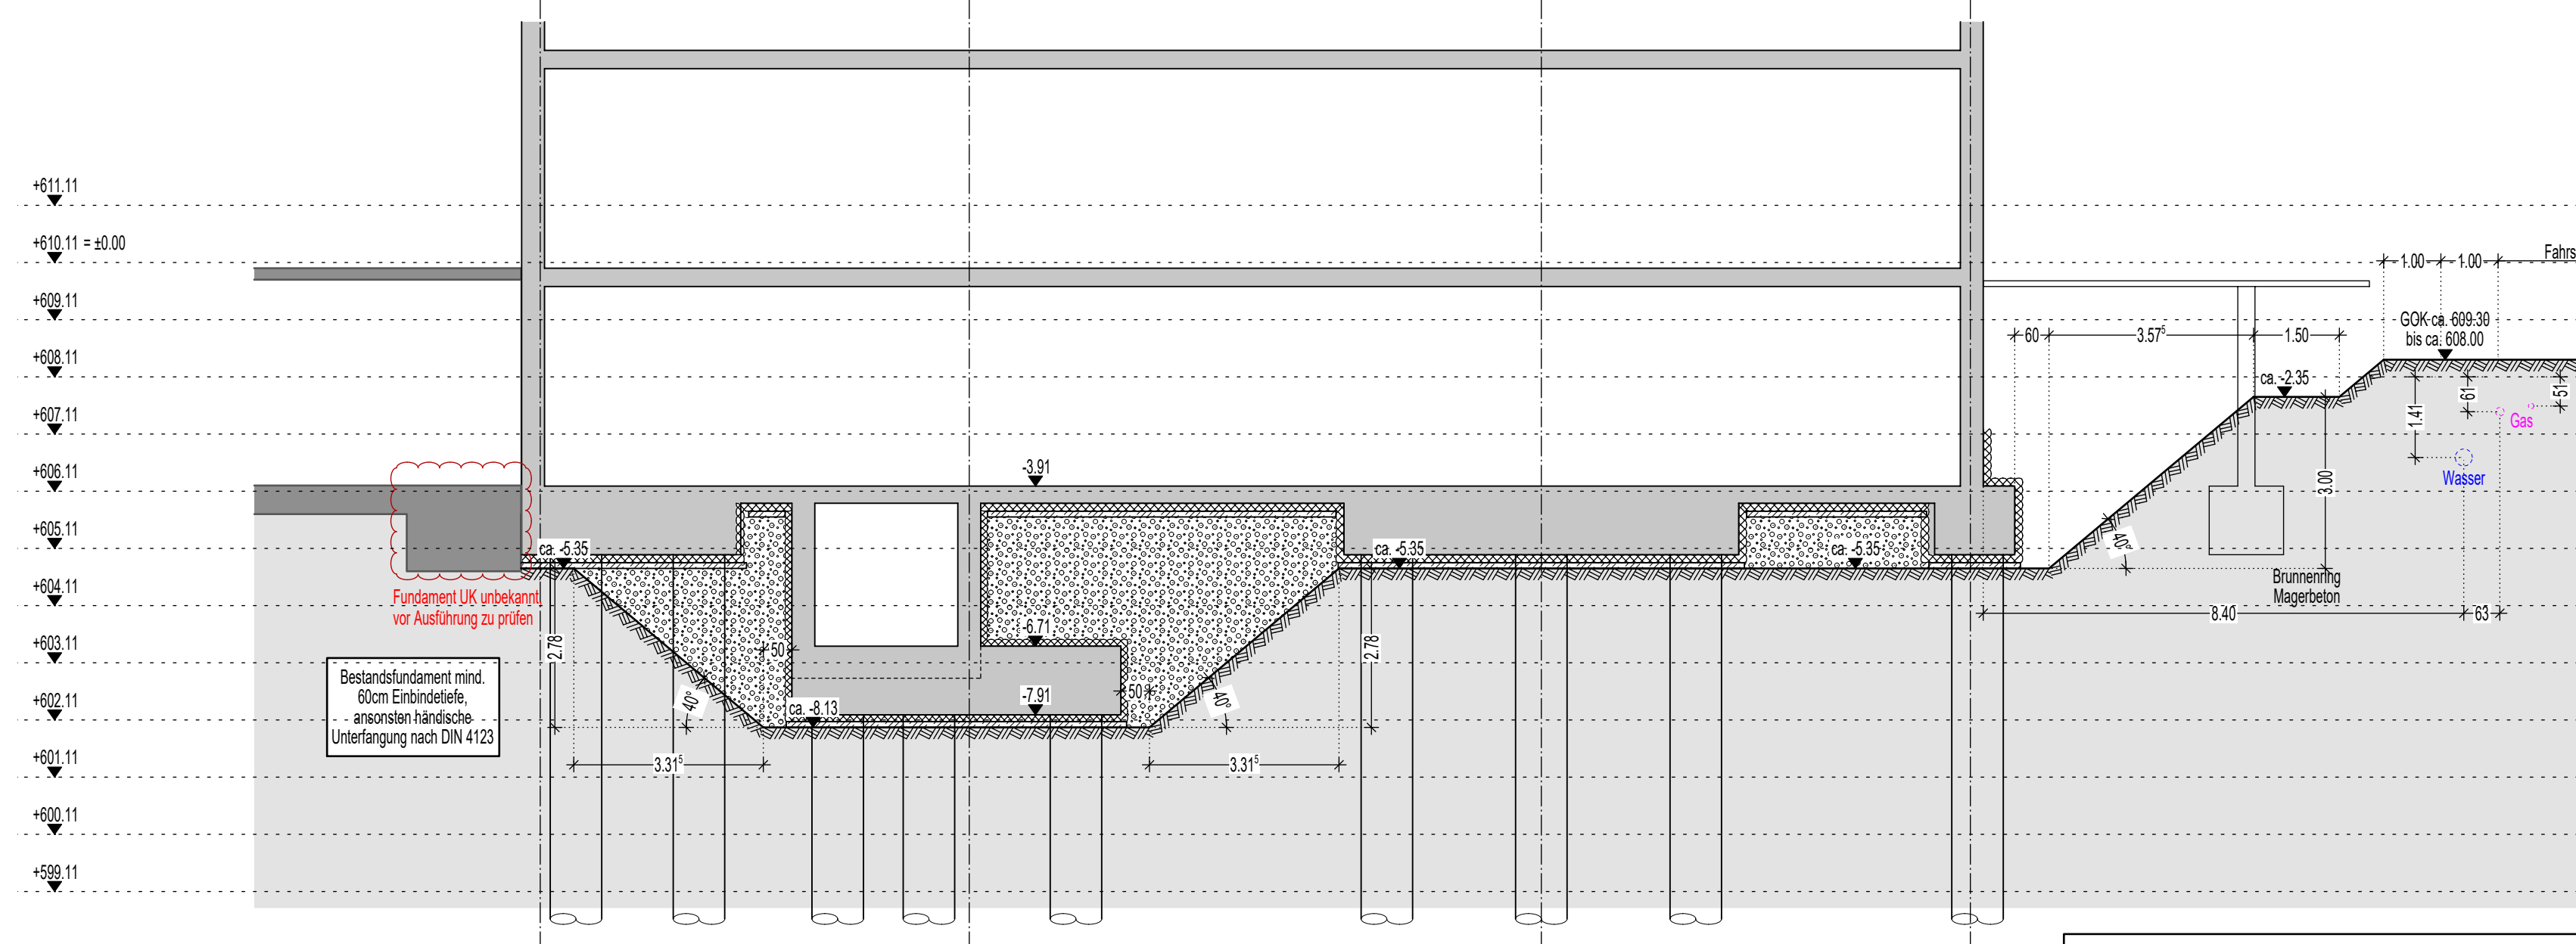 +611.11
+610.11 = ±0.00
Fahrs
1.00
1.00
+609.11
GOK ca. 609.30
bis ca. 608.00
60
3.57⁵
1.50
+608.11
ca. -2.35
61
51
+607.11
1.41
Gas
+606.11
-3.91
Wasser
3.00
+605.11
ca. -5.35
ca. -5.35
ca. -5.35
40°
+604.11
Fundament UK unbekannt,
vor Ausführung zu prüfen
Brunnenring
Magerbeton
8.40
63
+603.11
2.78
50
-6.71
2.78
Bestandsfundament mind.
60cm Einbindetiefe,
ansonsten händische
Unterfangung nach DIN 4123
+602.11
40°
ca. -8.13
-7.91
50
40°
+601.11
3.31⁵
3.31⁵
+600.11
+599.11